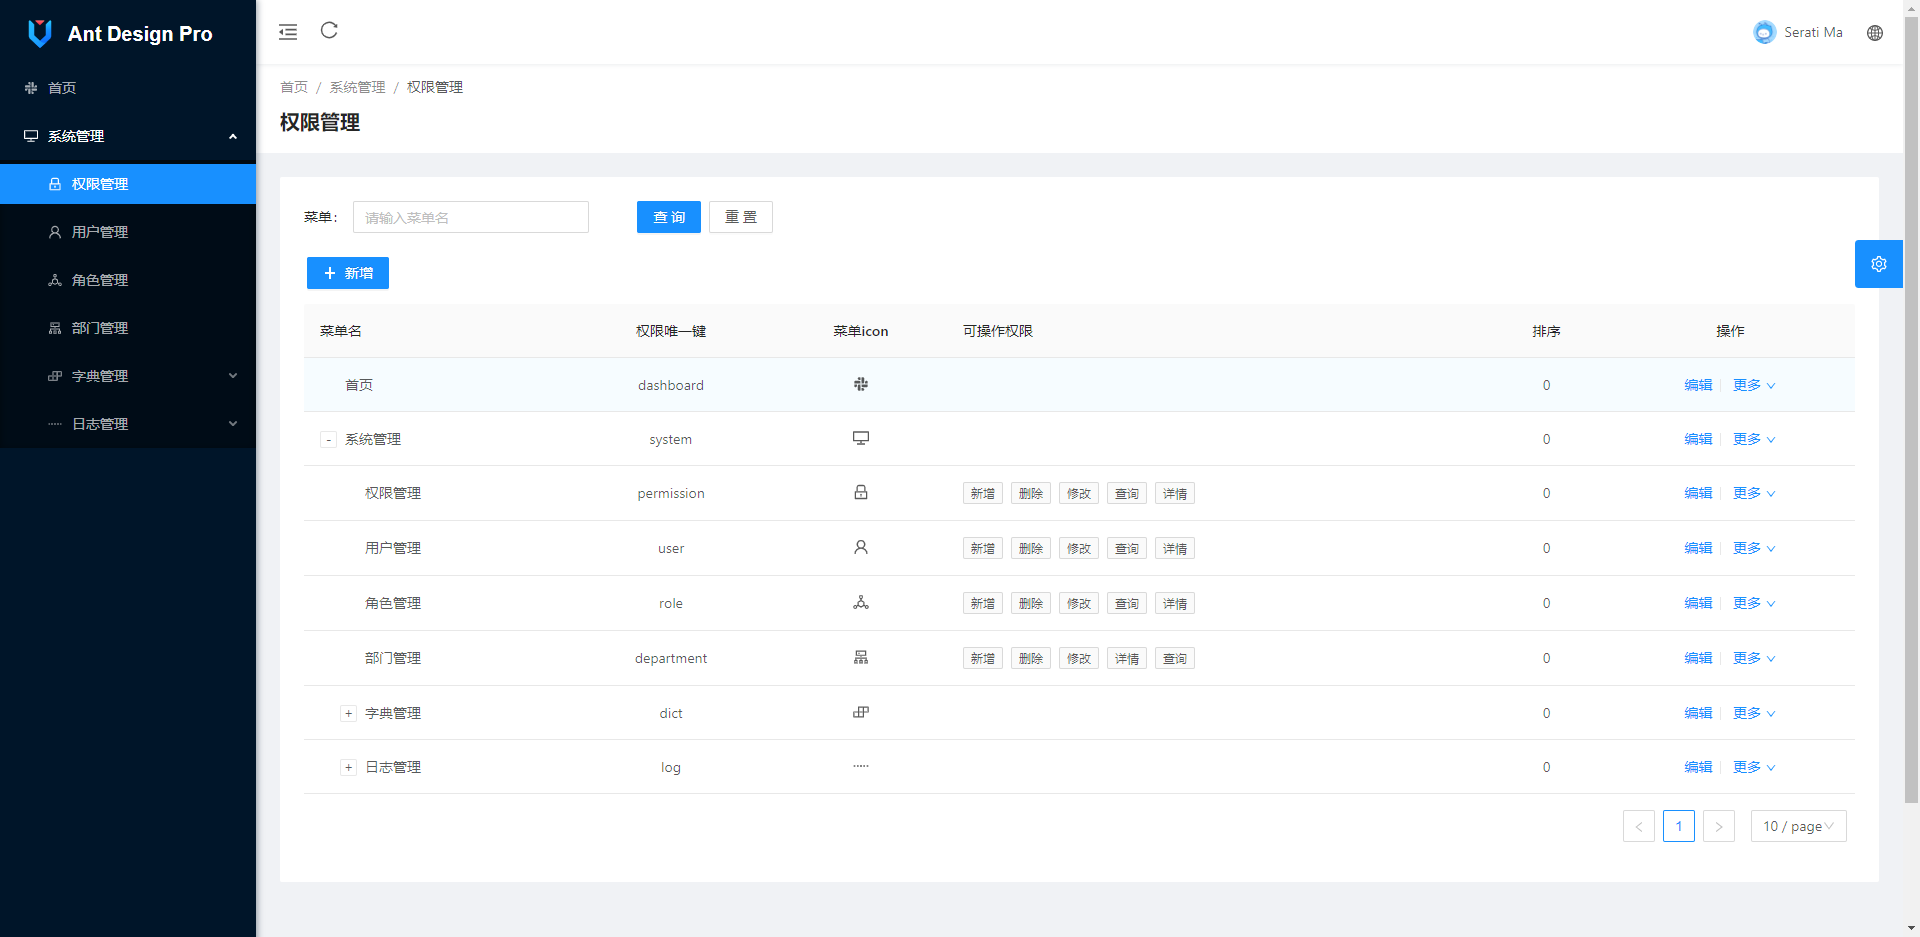 Ant Design Pro
首页
系统管理
权限管理
用户管理
角色管理
部门管理
字典管理
日志管理
Serati Ma
首页 / 系统管理 / 权限管理
权限管理
菜单: 请输入菜单名 查 询 重 置
+ 新增
菜单名 权限唯一键 菜单icon 可操作权限 排序 操作
首页 dashboard 0 编辑 更多
- 系统管理 system 0 编辑 更多
权限管理 permission 新增 删除 修改 查询 详情 0 编辑 更多
用户管理 user 新增 删除 修改 查询 详情 0 编辑 更多
角色管理 role 新增 删除 修改 查询 详情 0 编辑 更多
部门管理 department 新增 删除 修改 详情 查询 0 编辑 更多
+ 字典管理 dict 0 编辑 更多
+ 日志管理 log 0 编辑 更多
< 1 > 10 / page